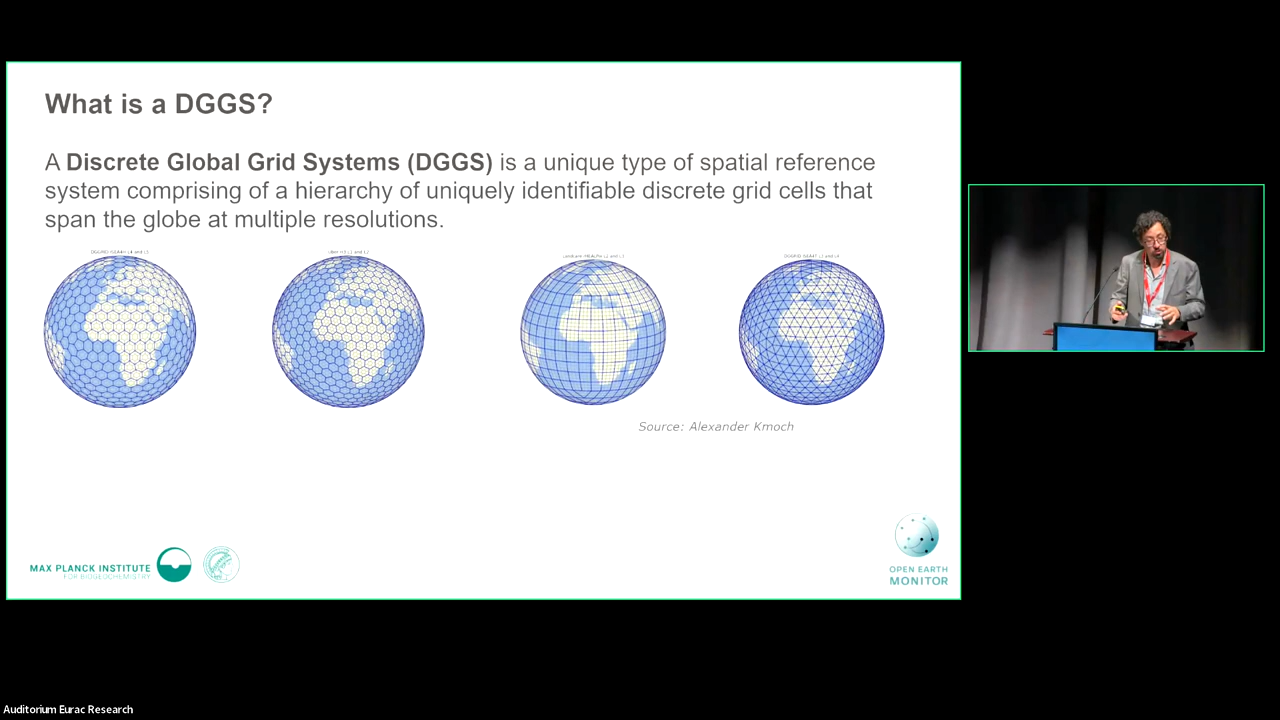 What is a DGGS?
A Discrete Global Grid Systems (DGGS) is a unique type of spatial reference
system comprising of a hierarchy of uniquely identifiable discrete grid cells that
span the globe at multiple resolutions.
Source: Alexander Kmoch
MAX PLANCK INSTITUTE
FOR BIOGEOCHEMISTRY
OPEN EARTH
MONITOR
Auditorium Eurac Research